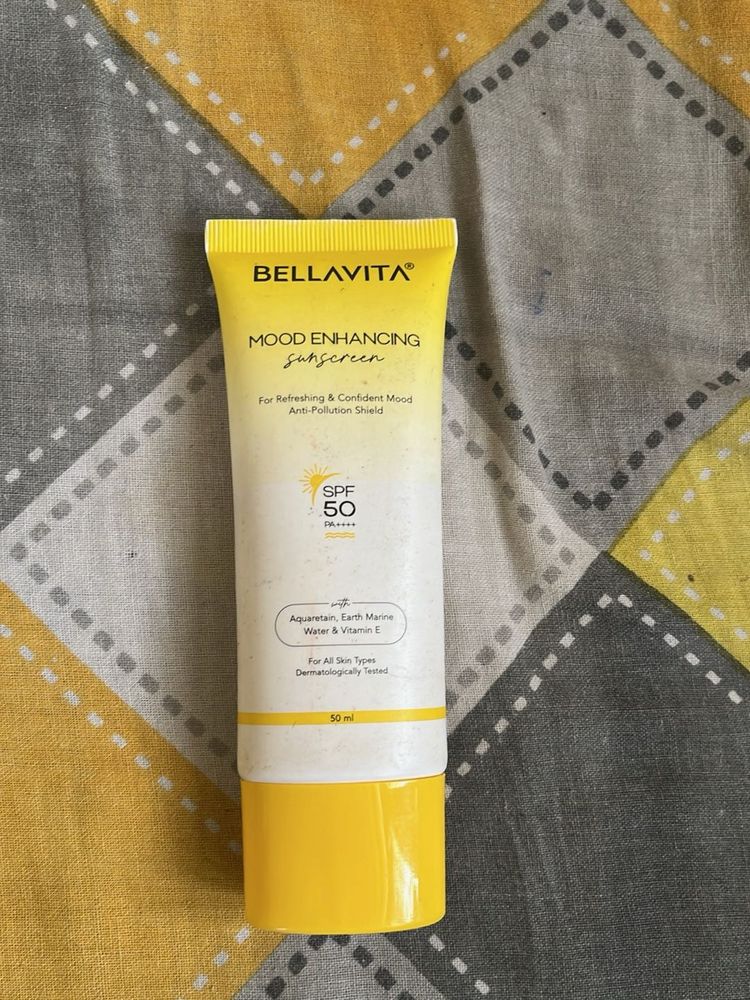 BELLAVITA®
MOOD ENHANCING
sunscreen
For Refreshing & Confident Mood
Anti-Pollution Shield
SPF
50
PA++++
with
Aquaretain, Earth Marine
Water & Vitamin E
For All Skin Types
Dermatologically Tested
50 ml